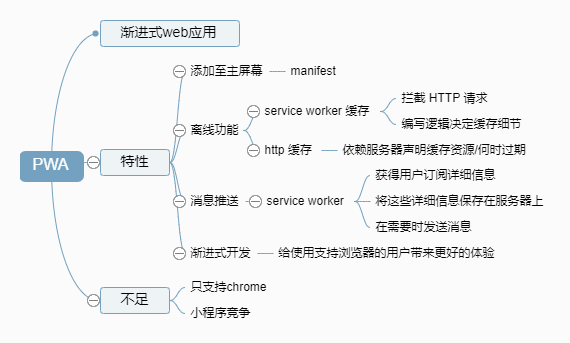 PWA
渐进式web应用
特性
添加至主屏幕
manifest
离线功能
service worker 缓存
拦截 HTTP 请求
编写逻辑决定缓存细节
http 缓存
依赖服务器声明缓存资源/何时过期
消息推送
service worker
获得用户订阅详细信息
将这些详细信息保存在服务器上
在需要时发送消息
渐进式开发
给使用支持浏览器的用户带来更好的体验
不足
只支持chrome
小程序竞争